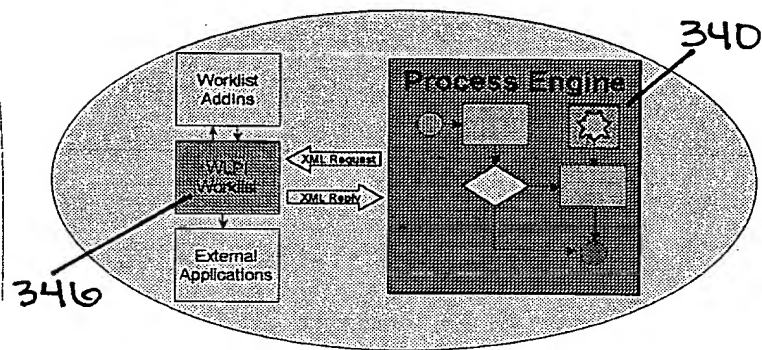 340
Process Engine
Worklist
AddIns
XML Request
WLPI
Worklist
XML Reply
External
Applications
346